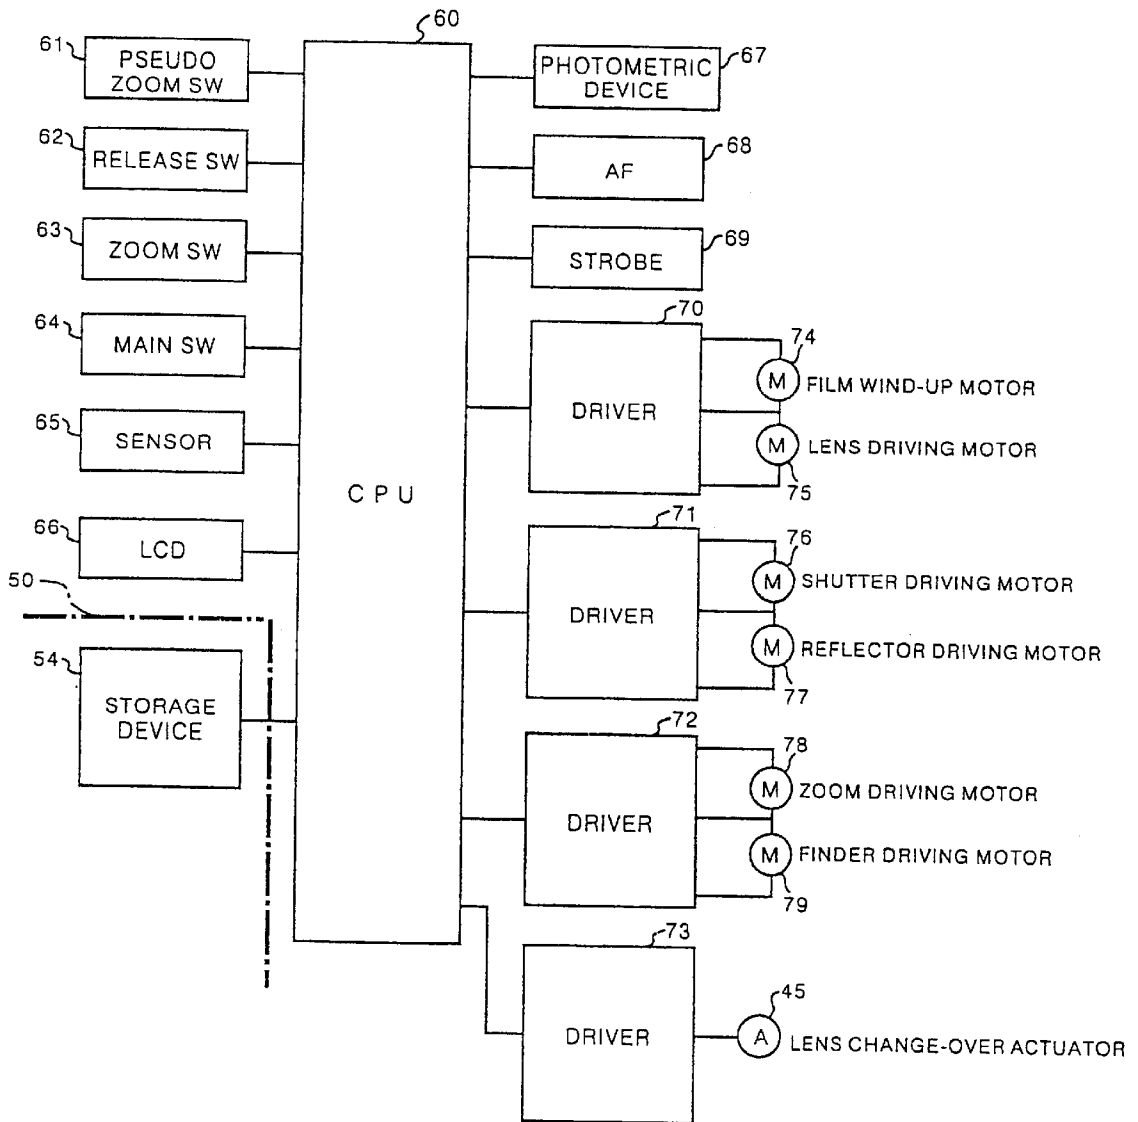 60
61
PSEUDO
ZOOM SW
62
RELEASE SW
63
ZOOM SW
64
MAIN SW
65
SENSOR
66
LCD
50
54
STORAGE
DEVICE
CPU
67
PHOTOMETRIC
DEVICE
68
AF
69
STROBE
70
DRIVER
74
M FILM WIND-UP MOTOR
M LENS DRIVING MOTOR
75
71
DRIVER
76
M SHUTTER DRIVING MOTOR
M REFLECTOR DRIVING MOTOR
77
72
DRIVER
78
M ZOOM DRIVING MOTOR
M FINDER DRIVING MOTOR
79
73
DRIVER
45
A LENS CHANGE-OVER ACTUATOR